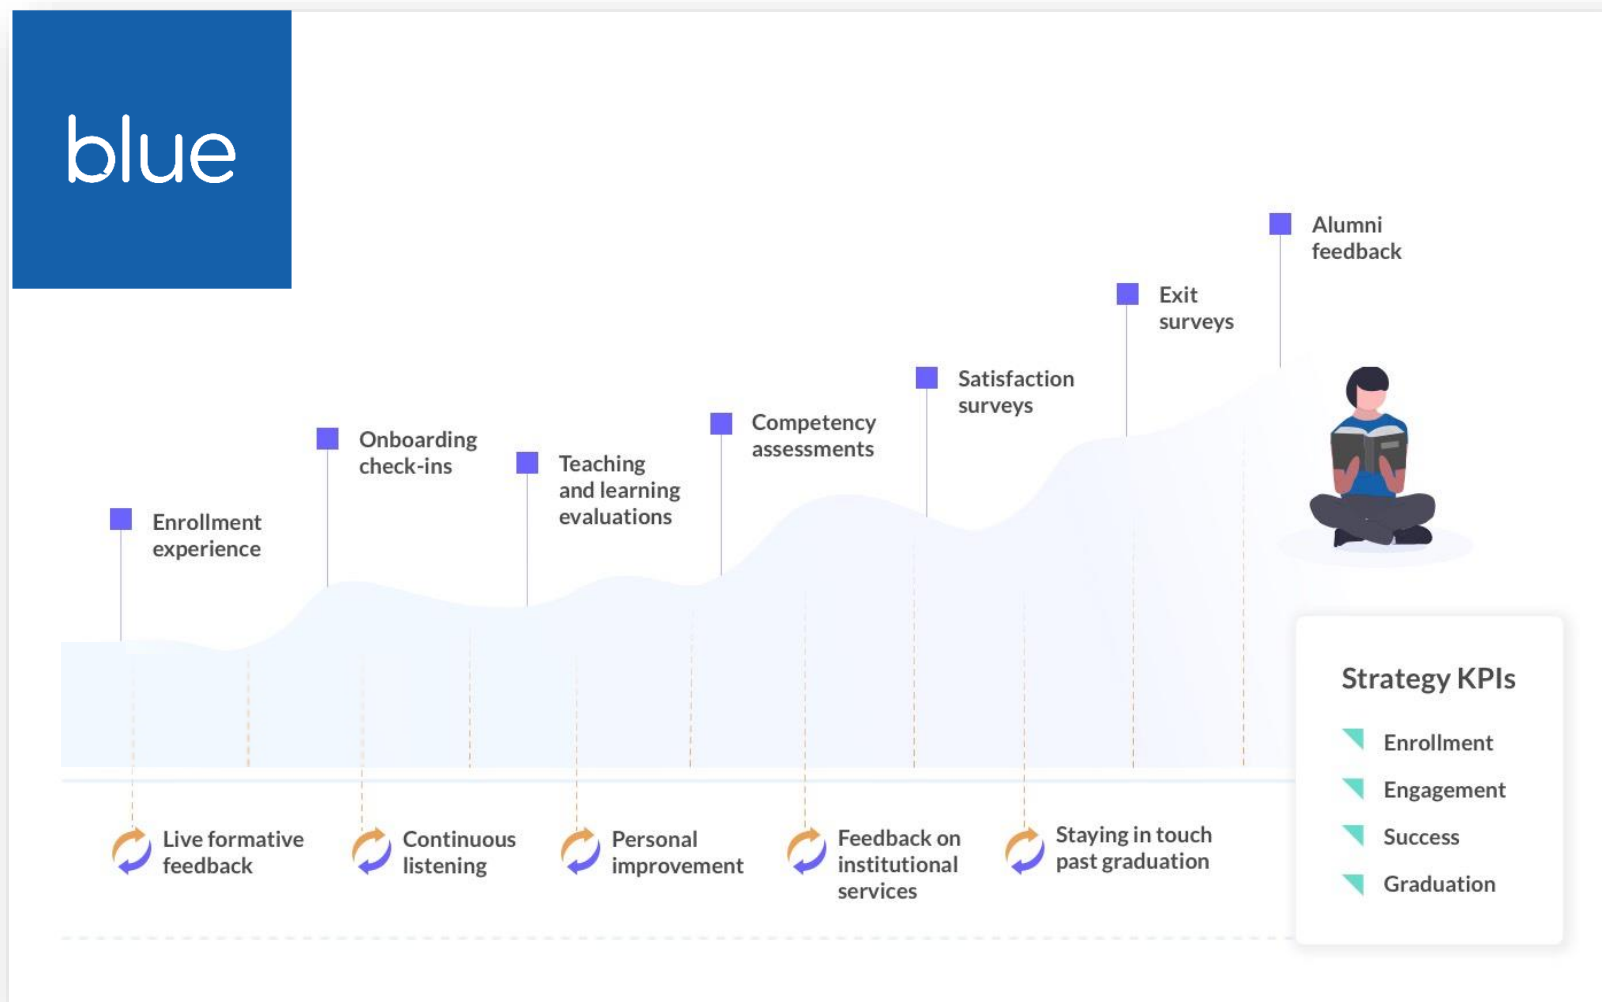 blue
Alumni
feedback
Exit
surveys
Satisfaction
surveys
Competency
assessments
Onboarding
check-ins
Teaching
and learning
evaluations
Enrollment
experience
Strategy KPIs
Enrollment
Engagement
Success
Graduation
Live formative
feedback
Continuous
listening
Personal
improvement
Feedback on
institutional
services
Staying in touch
past graduation